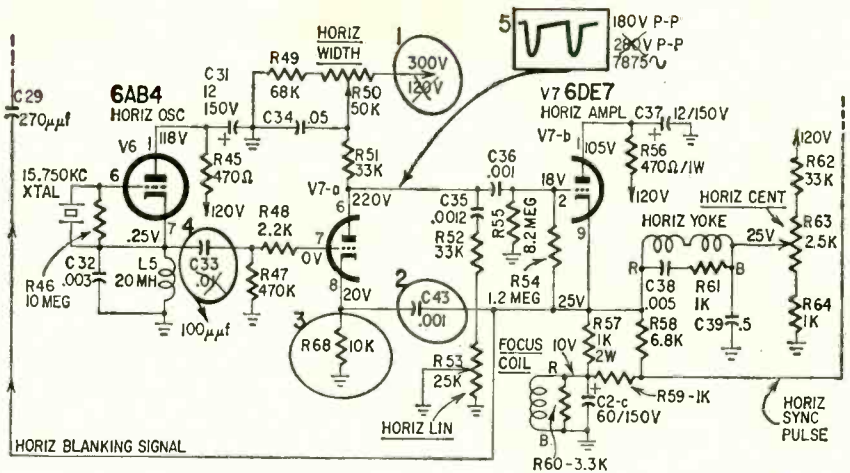 C29
270µµf
6AB4
HORIZ OSC
V6
1
118V
6
7
.25V
15.750KC
XTAL
R46
10 MEG
C32
.003
L5
20 MH
C31
12
150V
+
R45
470Ω
120V
4
C33
.01
100µµf
R49
68K
C34
.05
HORIZ
WIDTH
R50
50K
1
300V
120V
R51
33K
V7-a
6
220V
R48
2.2K
7
0V
R47
470K
8
20V
3
R68
10K
2
C43
.001
5
180V P-P
280V P-P
7875~
C36
.001
C35
.0012
R52
33K
R55
8.2 MEG
R54
1.2 MEG
R53
25K
HORIZ LIN
V7 6DE7
HORIZ AMPL
V7-b
1
105V
18V
2
9
25V
C37
12/150V
+
R56
470Ω/1W
120V
120V
R62
33K
HORIZ CENT
R63
2.5K
R64
1K
HORIZ YOKE
25V
R
B
C38
.005
R61
1K
C39
.5
R57
1K
2W
R58
6.8K
FOCUS
COIL
10V
R
B
+
C2-c
60/150V
R59-1K
R60-3.3K
HORIZ
SYNC
PULSE
HORIZ BLANKING SIGNAL